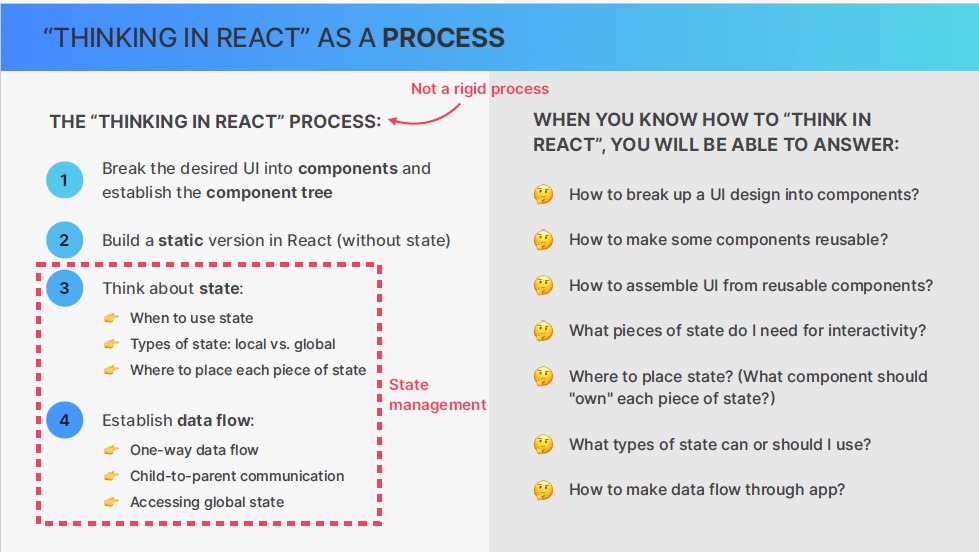 “THINKING IN REACT” AS A PROCESS
Not a rigid process
THE “THINKING IN REACT” PROCESS:
1
Break the desired UI into components and
establish the component tree
2
Build a static version in React (without state)
3
Think about state:
When to use state
Types of state: local vs. global
Where to place each piece of state
State
management
4
Establish data flow:
One-way data flow
Child-to-parent communication
Accessing global state
WHEN YOU KNOW HOW TO “THINK IN
REACT”, YOU WILL BE ABLE TO ANSWER:
How to break up a UI design into components?
How to make some components reusable?
How to assemble UI from reusable components?
What pieces of state do I need for interactivity?
Where to place state? (What component should
"own" each piece of state?)
What types of state can or should I use?
How to make data flow through app?